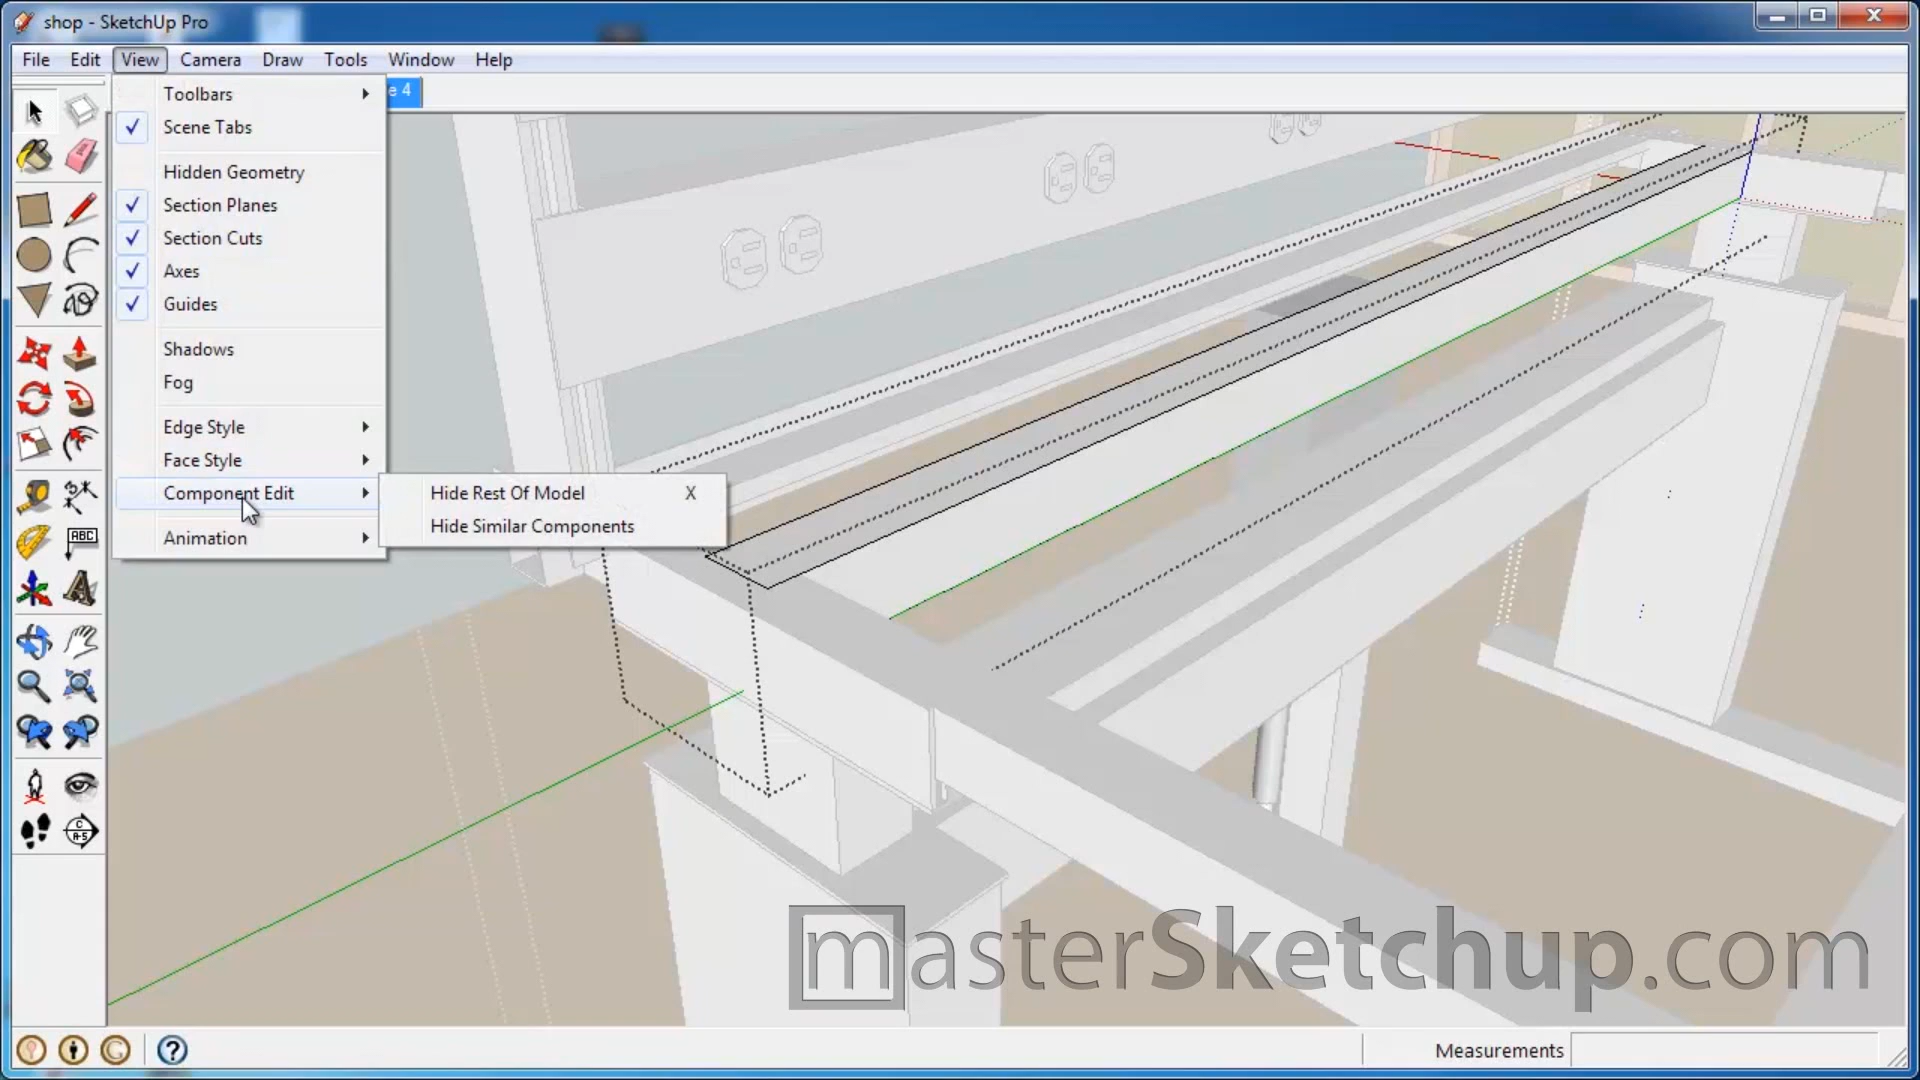 shop - SketchUp Pro
File Edit View Camera Draw Tools Window Help
e 4
Toolbars
Scene Tabs
Hidden Geometry
Section Planes
Section Cuts
Axes
Guides
Shadows
Fog
Edge Style
Face Style
Component Edit
Animation
Hide Rest Of Model X
Hide Similar Components
ABC
A
C
A-5
masterSketchup.com
Measurements